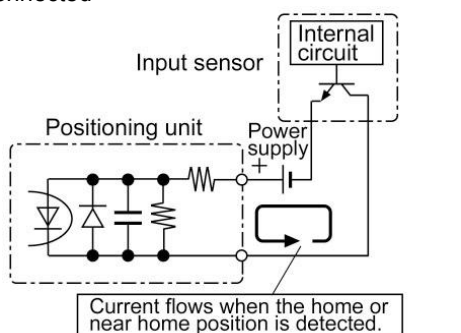 Internal
circuit
Input sensor
Positioning unit
Power
supply
+
Current flows when the home or
near home position is detected.